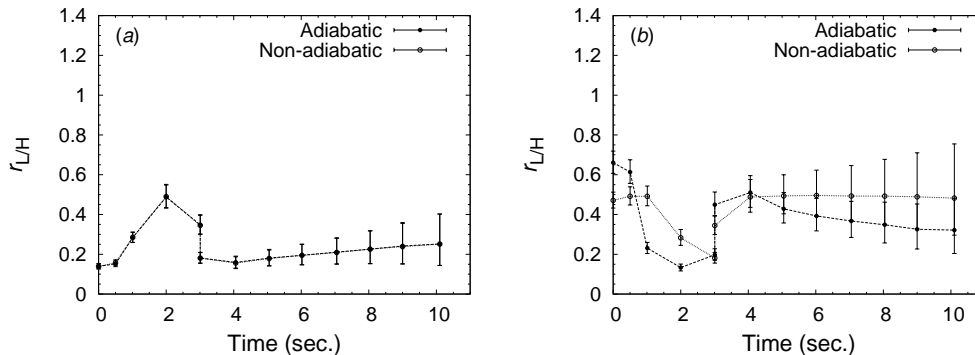 (a)
Adiabatic
Non-adiabatic
1.4
1.2
1
0.8
0.6
0.4
0.2
0
r_L/H
0 2 4 6 8 10
Time (sec.)
(b)
Adiabatic
Non-adiabatic
1.4
1.2
1
0.8
0.6
0.4
0.2
0
r_L/H
0 2 4 6 8 10
Time (sec.)